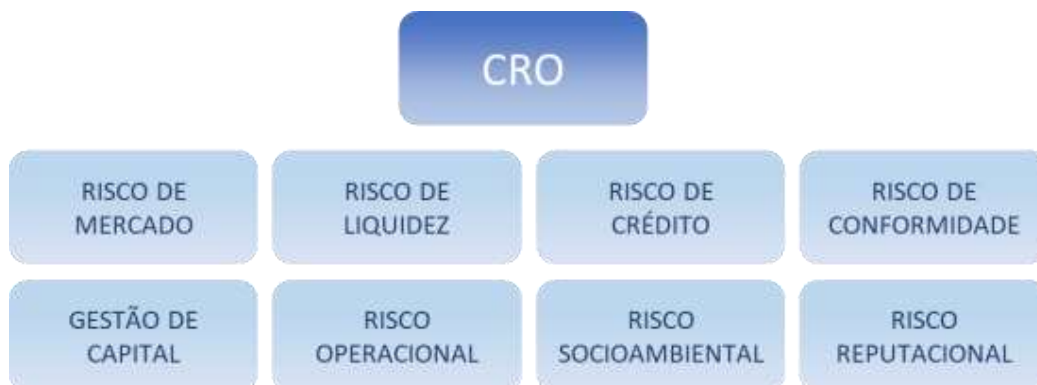 CRO
RISCO DE
MERCADO
RISCO DE
LIQUIDEZ
RISCO DE
CRÉDITO
RISCO DE
CONFORMIDADE
GESTÃO DE
CAPITAL
RISCO
OPERACIONAL
RISCO
SOCIOAMBIENTAL
RISCO
REPUTACIONAL